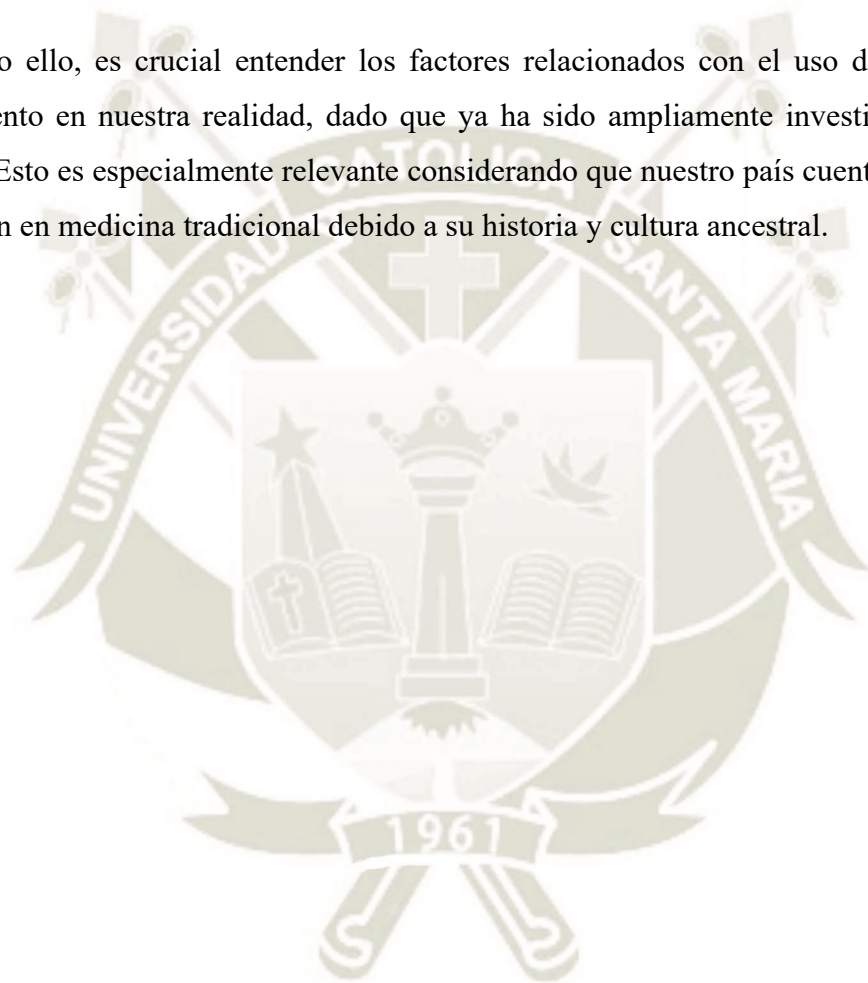 o ello, es crucial entender los factores relacionados con el uso d
ento en nuestra realidad, dado que ya ha sido ampliamente investi
Esto es especialmente relevante considerando que nuestro país cuent
n en medicina tradicional debido a su historia y cultura ancestral.
UNIVERSIDAD CATOLICA SANTA MARIA
1961